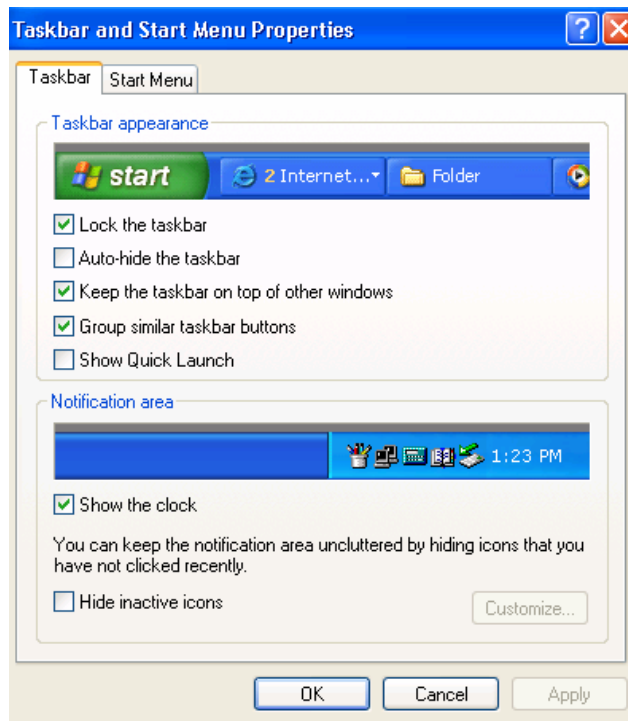 Taskbar and Start Menu Properties
Taskbar Start Menu
Taskbar appearance
start 2 Internet... Folder
Lock the taskbar
Auto-hide the taskbar
Keep the taskbar on top of other windows
Group similar taskbar buttons
Show Quick Launch
Notification area
1:23 PM
Show the clock
You can keep the notification area uncluttered by hiding icons that you
have not clicked recently.
Hide inactive icons Customize...
OK Cancel Apply